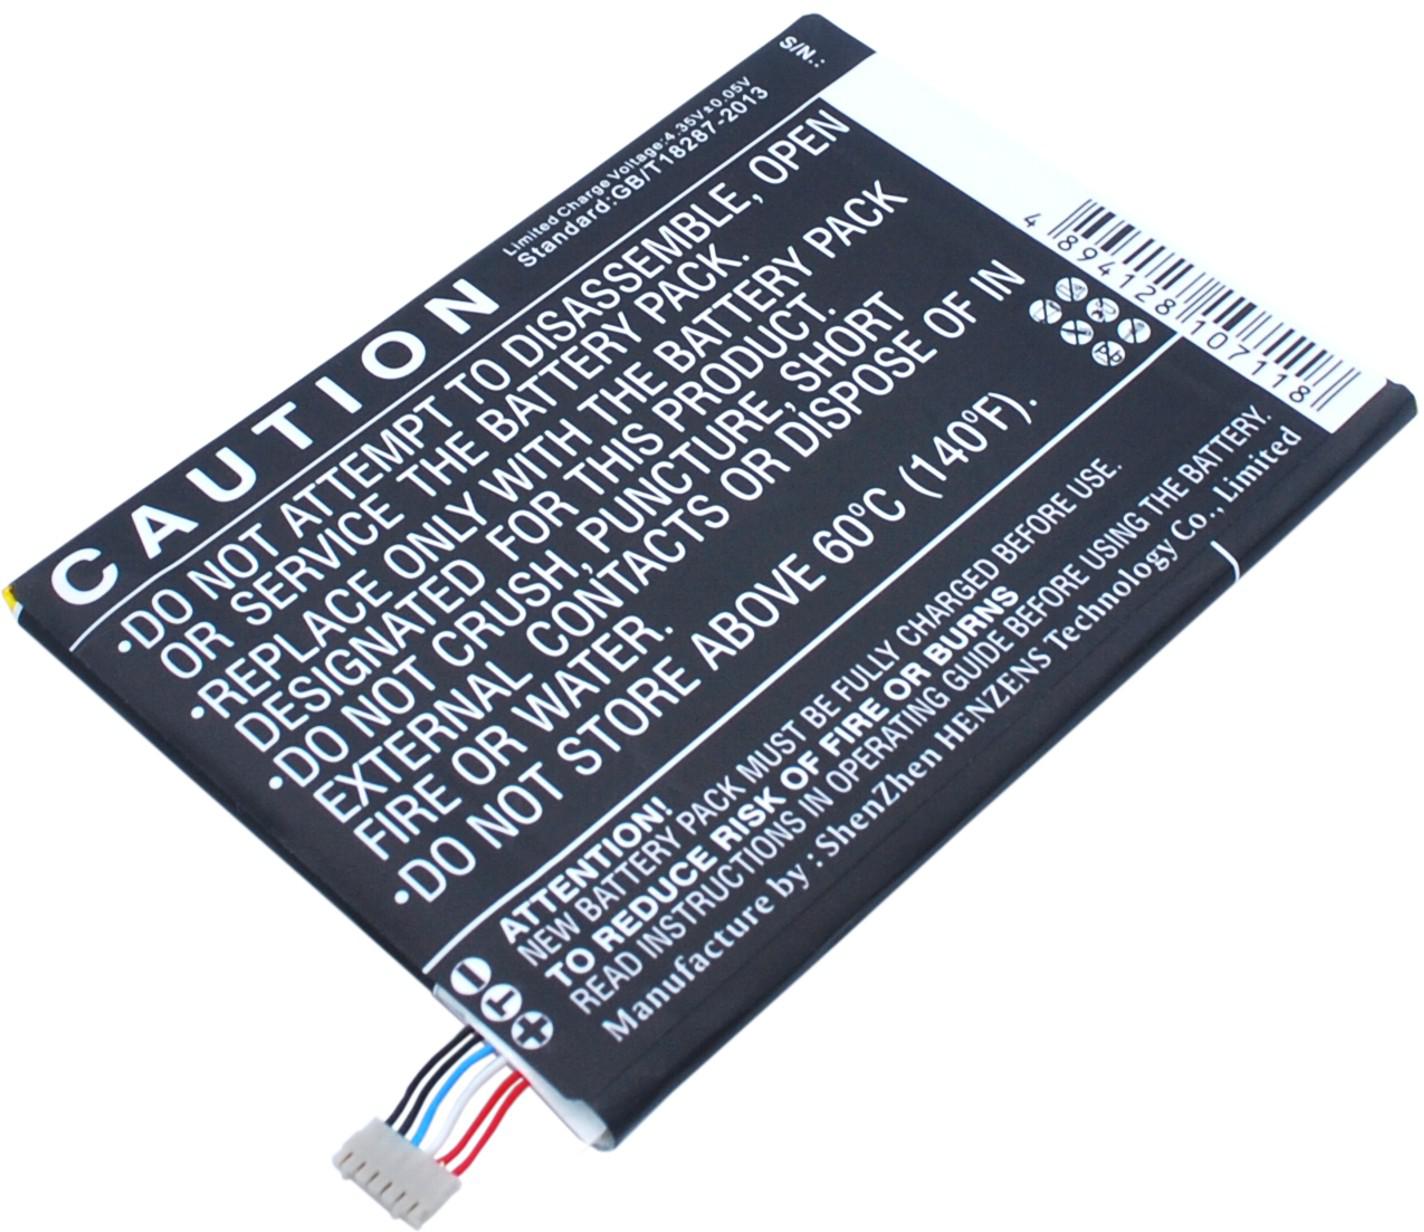 S/N.:
Limited Charge Voltage:4.35V±0.05V
Standard:GB/T18287-2013
CAUTION
•DO NOT ATTEMPT TO DISASSEMBLE, OPEN
OR SERVICE THE BATTERY PACK.
•REPLACE ONLY WITH THE BATTERY PACK
DESIGNATED FOR THIS PRODUCT.
•DO NOT CRUSH, PUNCTURE, SHORT
EXTERNAL CONTACTS OR DISPOSE OF IN
FIRE OR WATER.
•DO NOT STORE ABOVE 60ºC (140ºF).
4 894128 107118
ATTENTION!
NEW BATTERY PACK MUST BE FULLY CHARGED BEFORE USE.
TO REDUCE RISK OF FIRE OR BURNS
READ INSTRUCTIONS IN OPERATING GUIDE BEFORE USING THE BATTERY.
Manufacture by : ShenZhen HENZENS Technology Co., Limited
- T +